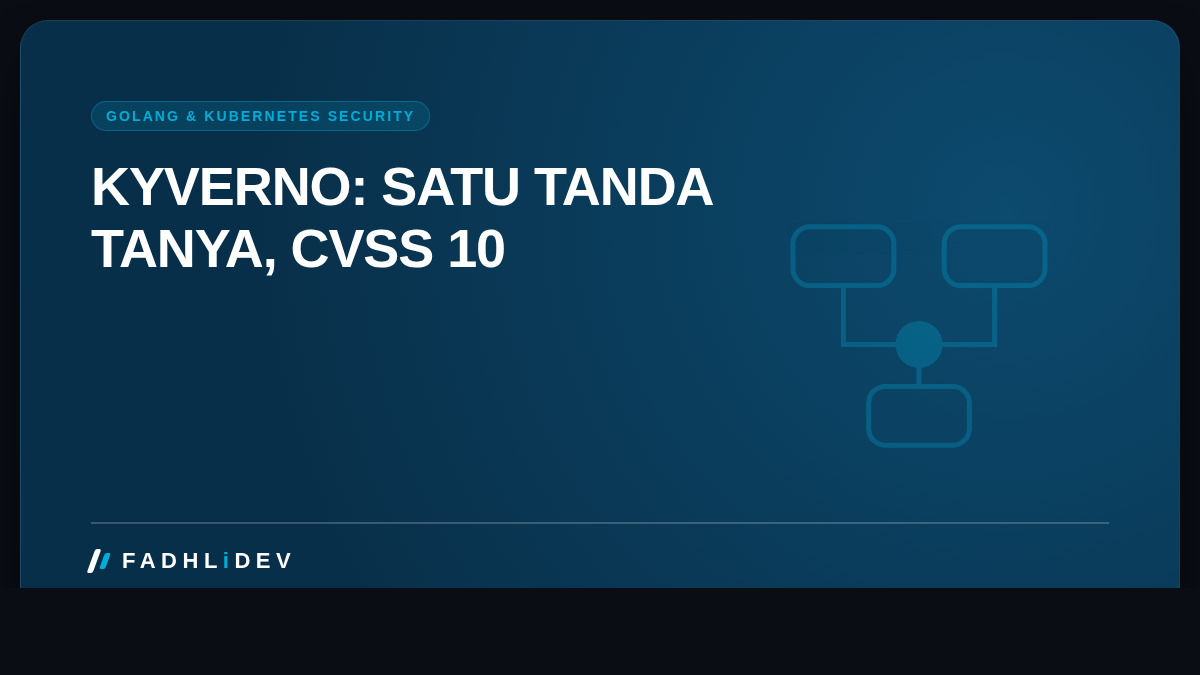 GOLANG & KUBERNETES SECURITY
KYVERNO: SATU TANDA
TANYA, CVSS 10
FADHLiDEV